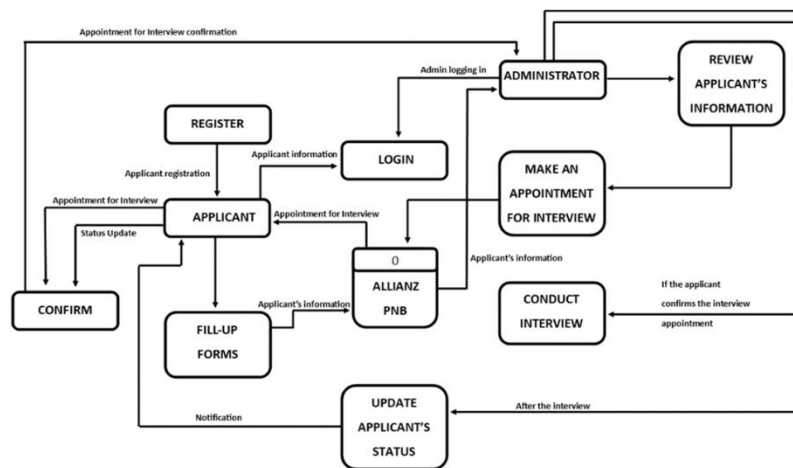 Appointment for Interview confirmation
Admin logging in
ADMINISTRATOR
REVIEW
APPLICANT'S
INFORMATION
REGISTER
Applicant information
LOGIN
Applicant registration
MAKE AN
APPOINTMENT
FOR INTERVIEW
Appointment for Interview
APPLICANT
Appointment for Interview
Status Update
0
ALLIANZ
PNB
Applicant's information
CONFIRM
FILL-UP
FORMS
Applicant's information
CONDUCT
INTERVIEW
If the applicant
confirms the interview
appointment
Notification
UPDATE
APPLICANT'S
STATUS
After the interview